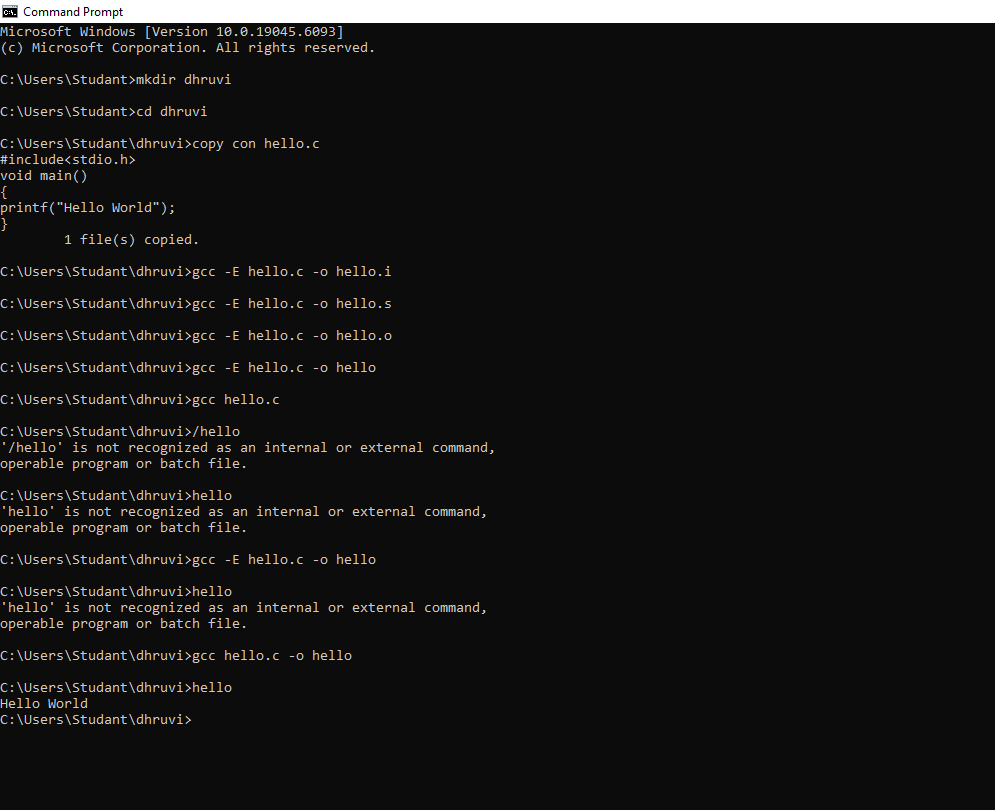 Command Prompt
Microsoft Windows [Version 10.0.19045.6093]
(c) Microsoft Corporation. All rights reserved.
C:\Users\Studant>mkdir dhruvi
C:\Users\Studant>cd dhruvi
C:\Users\Studant\dhruvi>copy con hello.c
#include<stdio.h>
void main()
{
printf("Hello World");
}
        1 file(s) copied.
C:\Users\Studant\dhruvi>gcc -E hello.c -o hello.i
C:\Users\Studant\dhruvi>gcc -E hello.c -o hello.s
C:\Users\Studant\dhruvi>gcc -E hello.c -o hello.o
C:\Users\Studant\dhruvi>gcc -E hello.c -o hello
C:\Users\Studant\dhruvi>gcc hello.c
C:\Users\Studant\dhruvi>/hello
'/hello' is not recognized as an internal or external command,
operable program or batch file.
C:\Users\Studant\dhruvi>hello
'hello' is not recognized as an internal or external command,
operable program or batch file.
C:\Users\Studant\dhruvi>gcc -E hello.c -o hello
C:\Users\Studant\dhruvi>hello
'hello' is not recognized as an internal or external command,
operable program or batch file.
C:\Users\Studant\dhruvi>gcc hello.c -o hello
C:\Users\Studant\dhruvi>hello
Hello World
C:\Users\Studant\dhruvi>